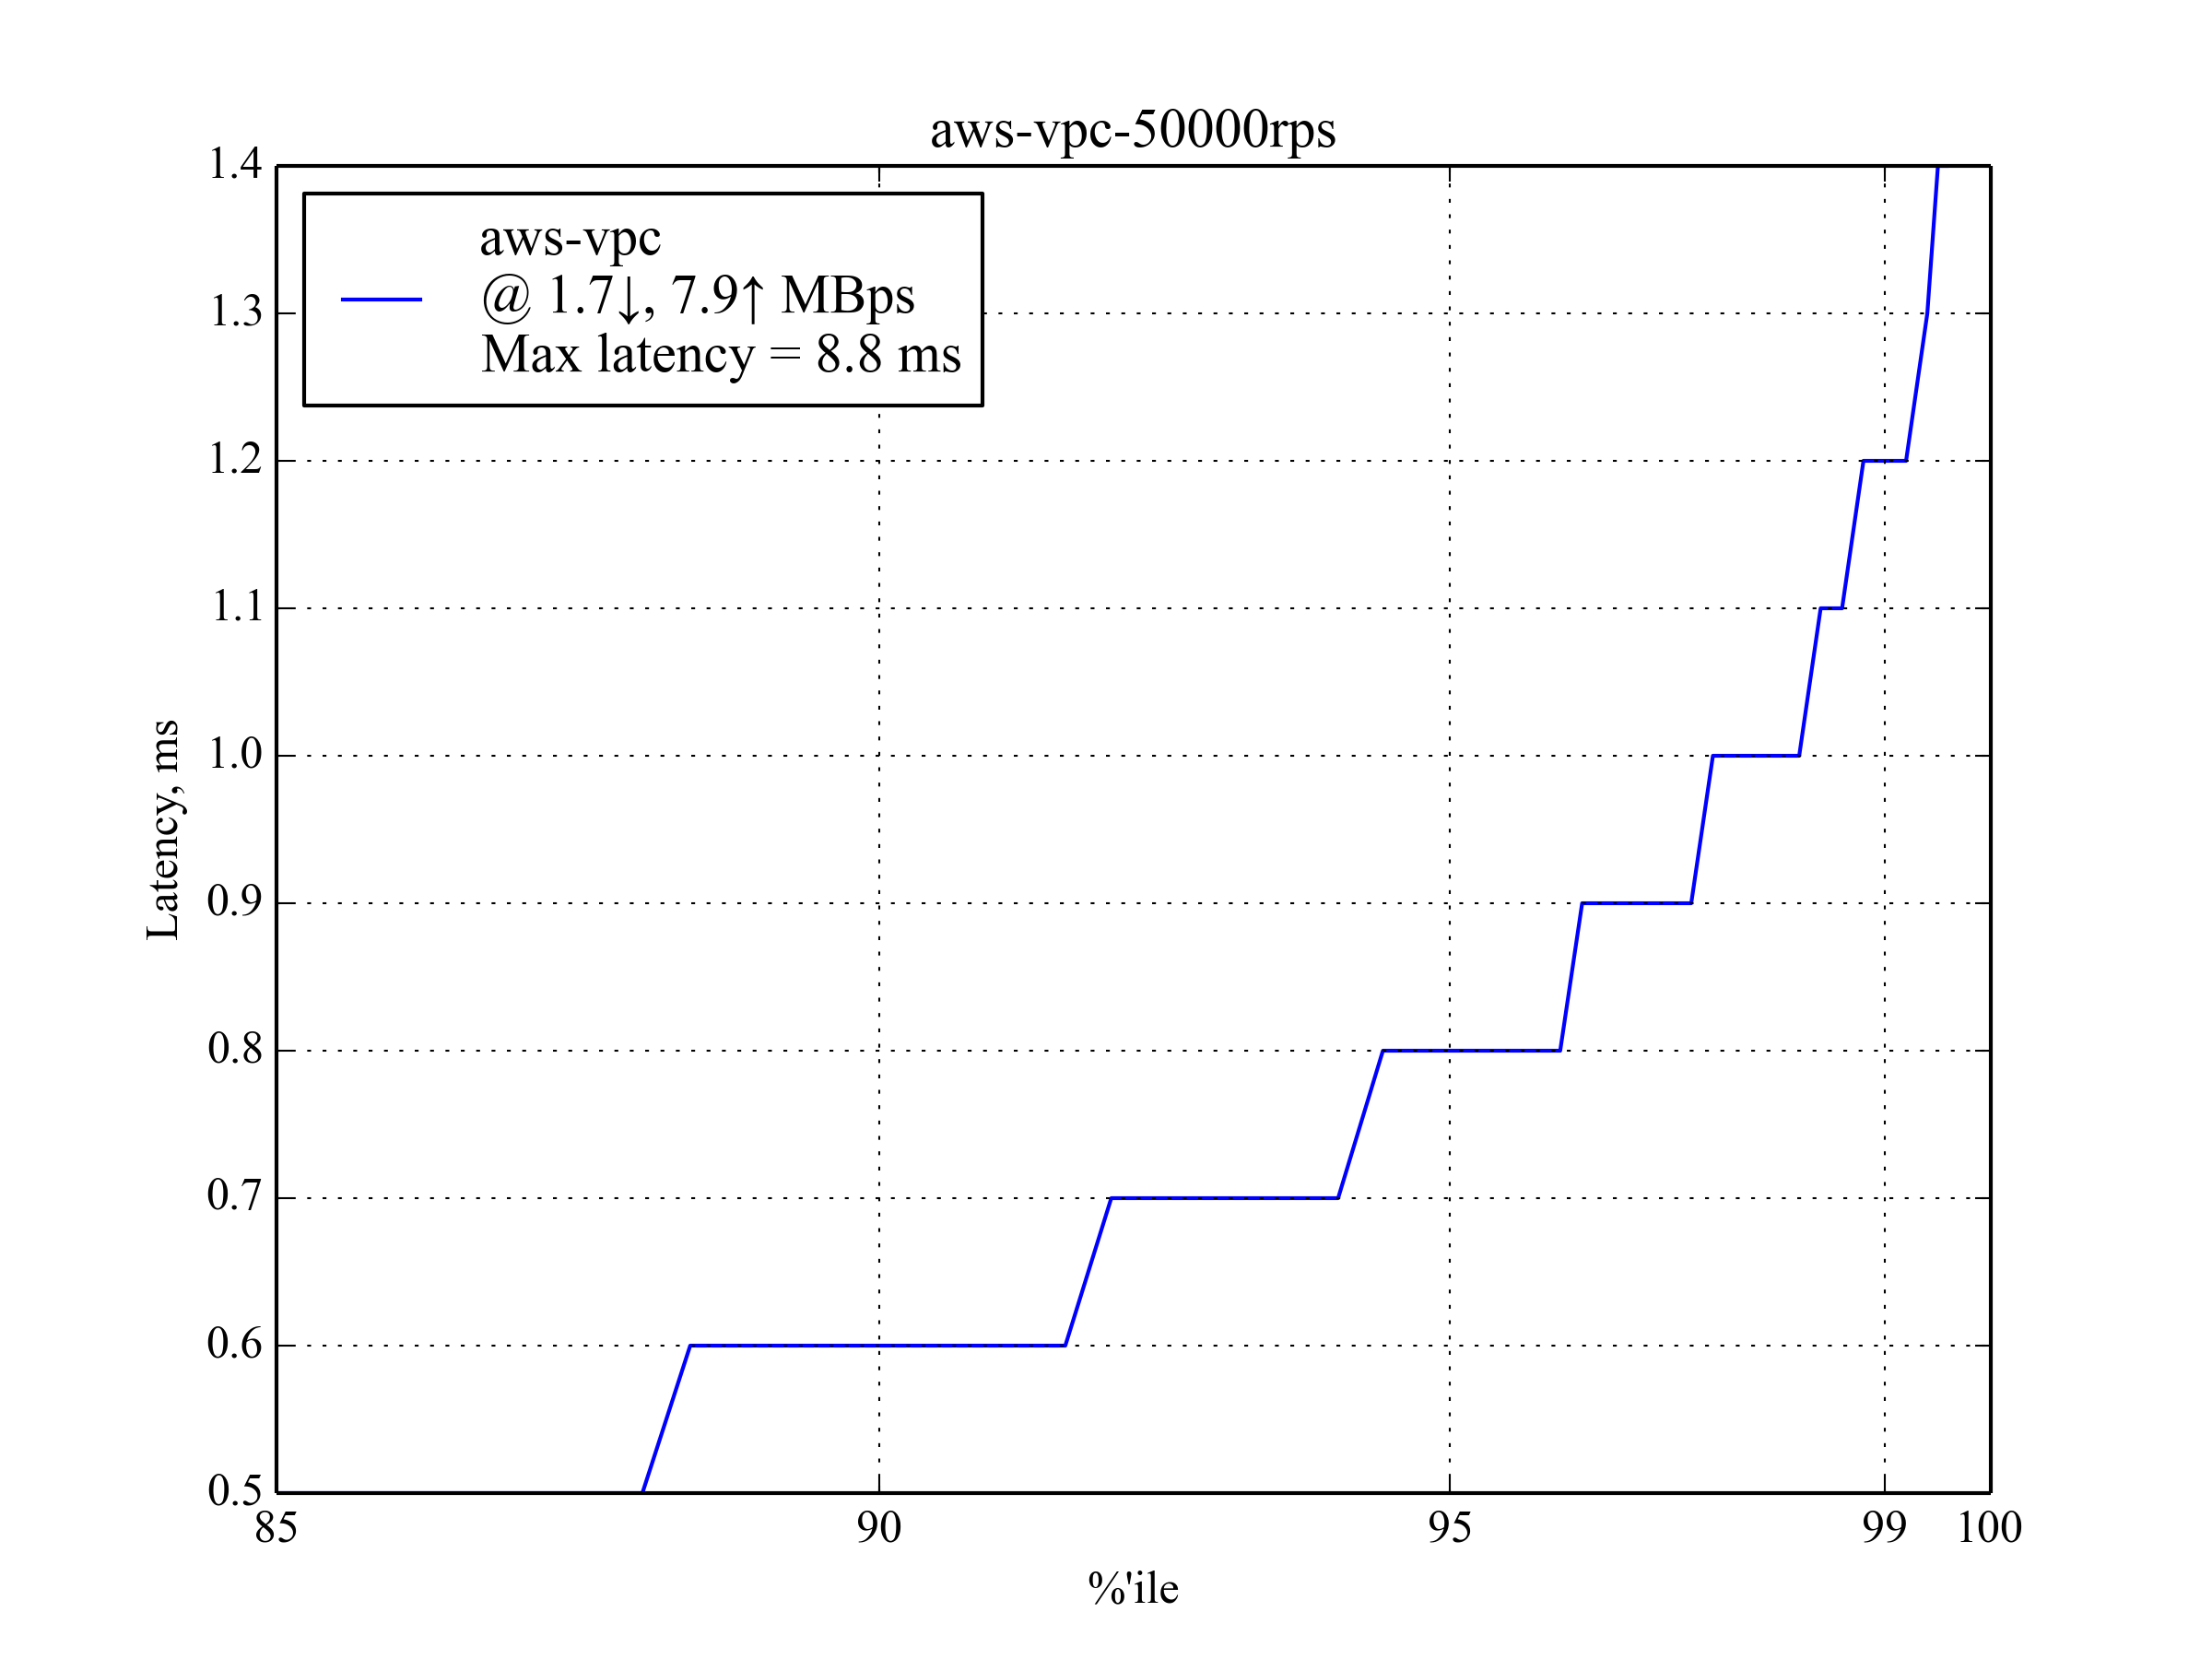 aws-vpc-50000rps
aws-vpc
@ 1.7↓, 7.9↑ MBps
Max latency = 8.8 ms
1.4
1.3
1.2
1.1
1.0
0.9
0.8
0.7
0.6
0.5
Latency, ms
85 90 95 99 100
%'ile